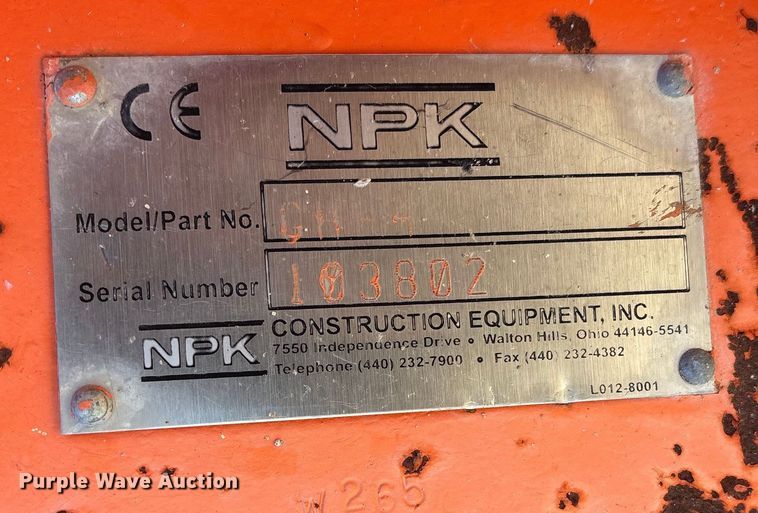 CE NPK
Model/Part No.
Serial Number 103802
NPK CONSTRUCTION EQUIPMENT, INC.
7550 Independence Drive • Walton Hills, Ohio 44146-5541
Telephone (440) 232-7900 • Fax (440) 232-4382
L012-8001
Purple Wave Auction
W265